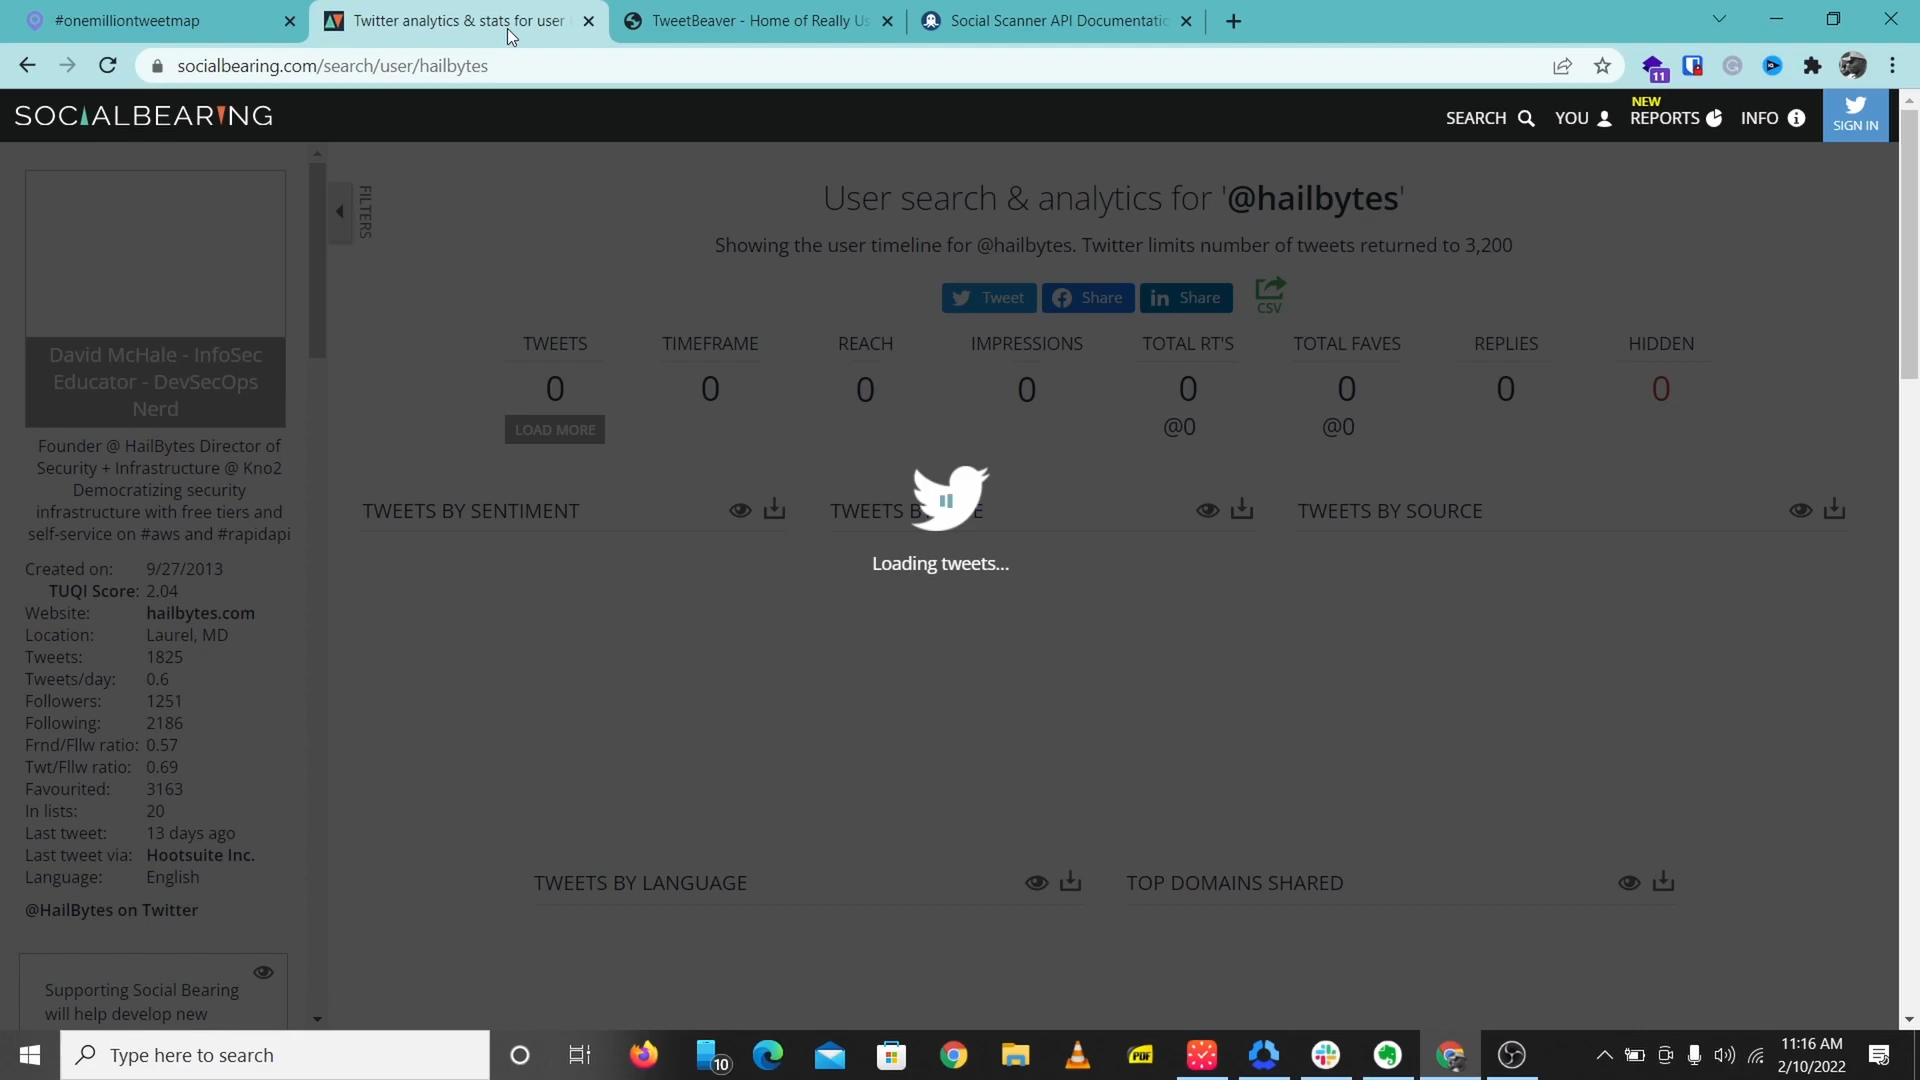 #onemilliontweetmap
Twitter analytics & stats for user
TweetBeaver - Home of Really Us
Social Scanner API Documentatic
socialbearing.com/search/user/hailbytes
11
SOCIALBEARING
SEARCH
YOU
NEW
REPORTS
INFO
SIGN IN
FILTERS
User search & analytics for '@hailbytes'
Showing the user timeline for @hailbytes. Twitter limits number of tweets returned to 3,200
Tweet
Share
Share
CSV
TWEETS TIMEFRAME REACH IMPRESSIONS TOTAL RT'S TOTAL FAVES REPLIES HIDDEN
0 0 0 0 0 0 0 0
LOAD MORE @0 @0
David McHale - InfoSec
Educator - DevSecOps
Nerd
Founder @ HailBytes Director of
Security + Infrastructure @ Kno2
Democratizing security
infrastructure with free tiers and
self-service on #aws and #rapidapi
Created on: 9/27/2013
TUQI Score: 2.04
Website: hailbytes.com
Location: Laurel, MD
Tweets: 1825
Tweets/day: 0.6
Followers: 1251
Following: 2186
Frnd/Fllw ratio: 0.57
Twt/Fllw ratio: 0.69
Favourited: 3163
In lists: 20
Last tweet: 13 days ago
Last tweet via: Hootsuite Inc.
Language: English
@HailBytes on Twitter
Supporting Social Bearing
will help develop new
TWEETS BY SENTIMENT
TWEETS B
E
TWEETS BY SOURCE
Loading tweets...
TWEETS BY LANGUAGE
TOP DOMAINS SHARED
Type here to search
10
PDF
11:16 AM
2/10/2022